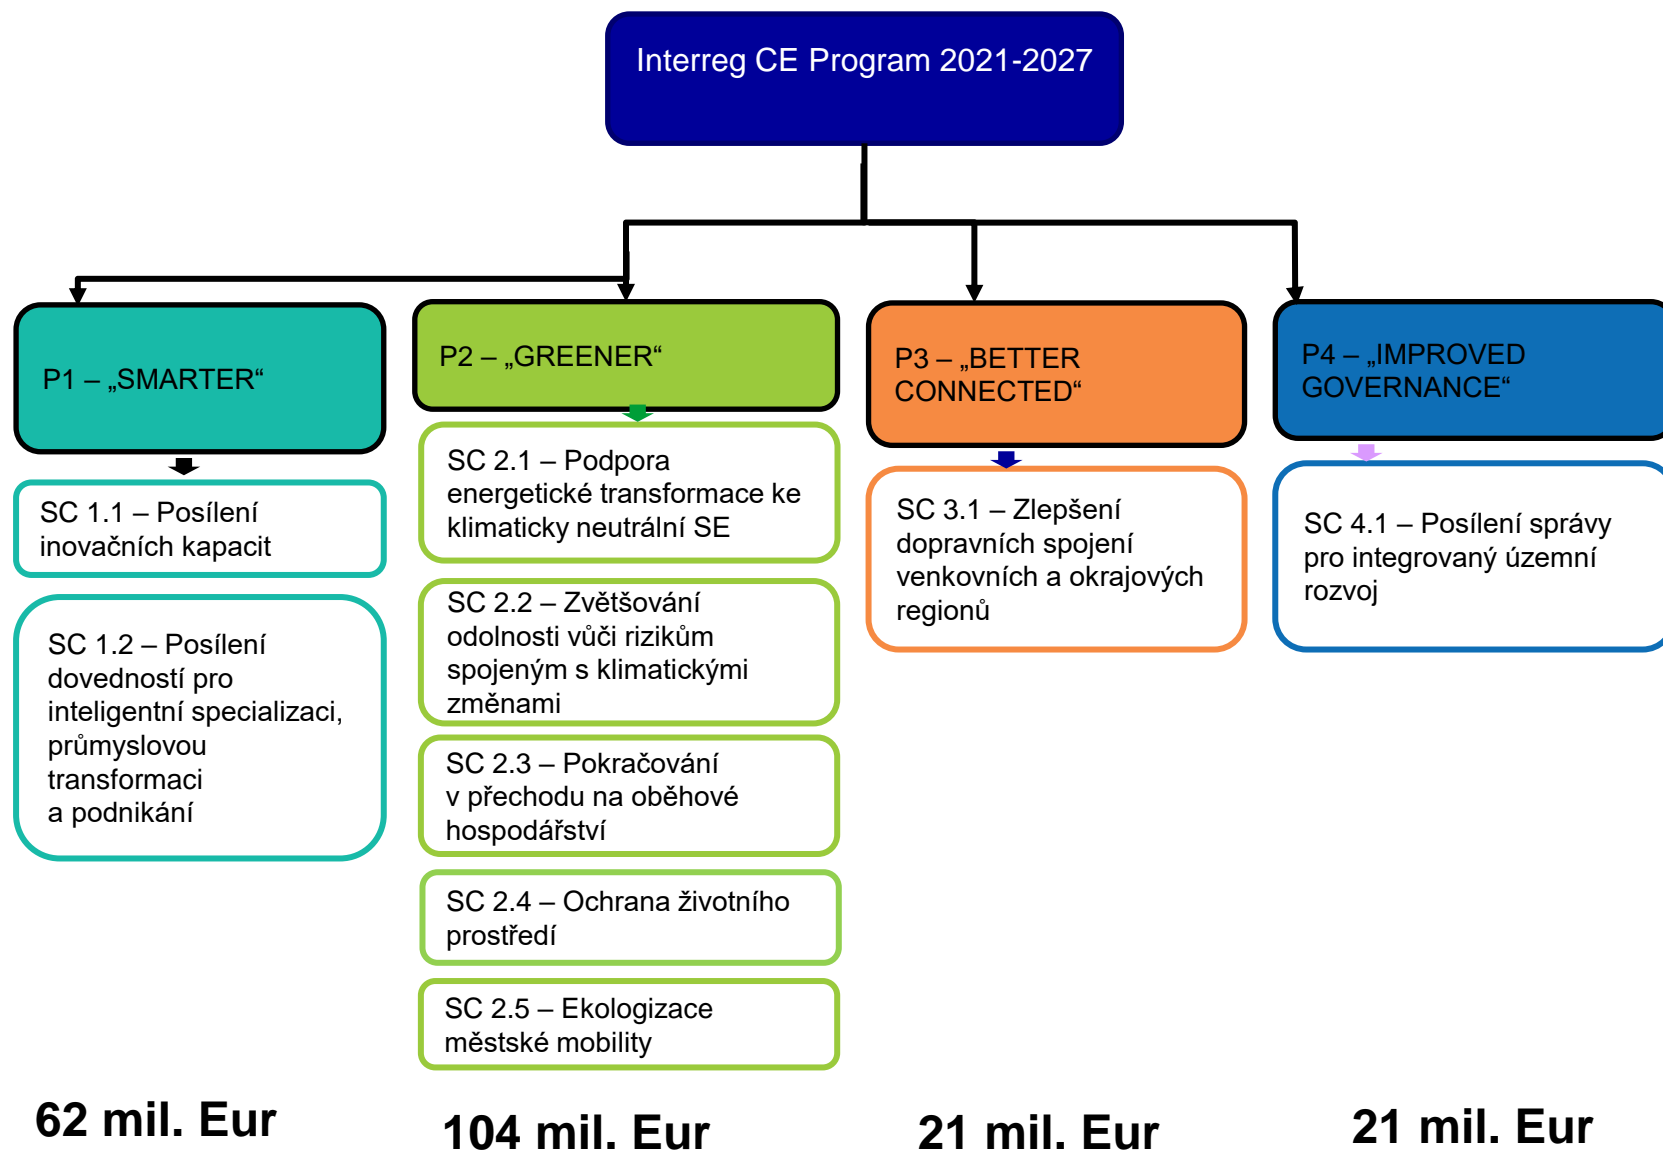 Interreg CE Program 2021-2027
P1 – „SMARTER“
SC 1.1 – Posílení
inovačních kapacit
SC 1.2 – Posílení
dovedností pro
inteligentní specializaci,
průmyslovou
transformaci
a podnikání
62 mil. Eur
P2 – „GREENER“
SC 2.1 – Podpora
energetické transformace ke
klimaticky neutrální SE
SC 2.2 – Zvětšování
odolnosti vůči rizikům
spojeným s klimatickými
změnami
SC 2.3 – Pokračování
v přechodu na oběhové
hospodářství
SC 2.4 – Ochrana životního
prostředí
SC 2.5 – Ekologizace
městské mobility
104 mil. Eur
P3 – „BETTER
CONNECTED“
SC 3.1 – Zlepšení
dopravních spojení
venkovních a okrajových
regionů
21 mil. Eur
P4 – „IMPROVED
GOVERNANCE“
SC 4.1 – Posílení správy
pro integrovaný územní
rozvoj
21 mil. Eur